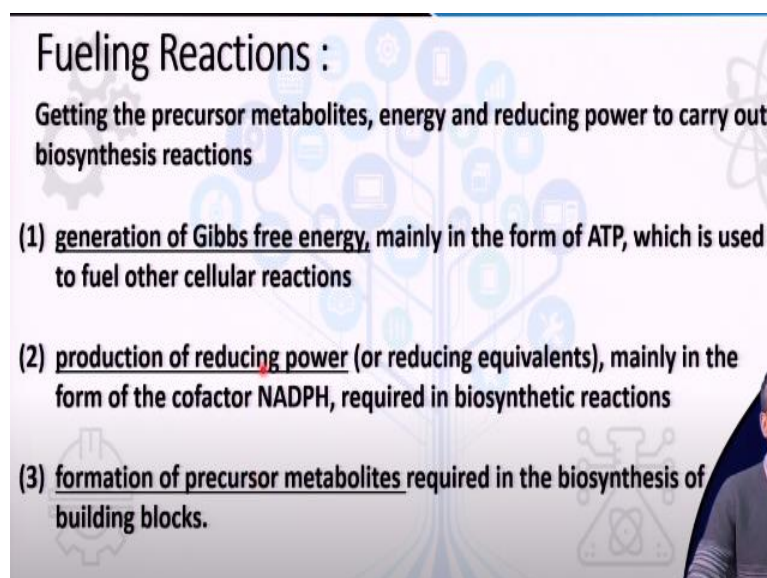 Fueling Reactions :
Getting the precursor metabolites, energy and reducing power to carry out
biosynthesis reactions
(1) generation of Gibbs free energy, mainly in the form of ATP, which is used
to fuel other cellular reactions
(2) production of reducing power (or reducing equivalents), mainly in the
form of the cofactor NADPH, required in biosynthetic reactions
(3) formation of precursor metabolites required in the biosynthesis of
building blocks.